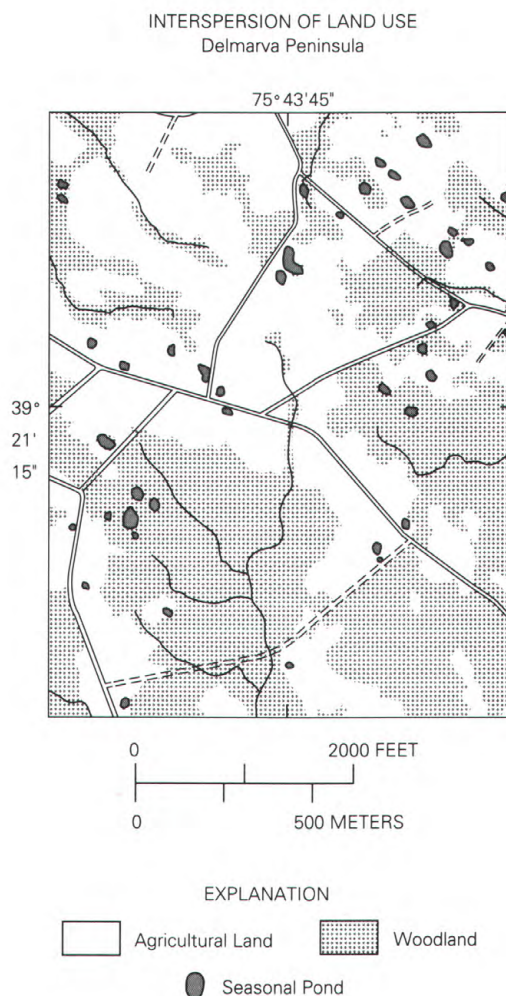 INTERSPERSION OF LAND USE
Delmarva Peninsula
75° 43'45"
39°
21'
15"
0 2000 FEET
0 500 METERS
EXPLANATION
Agricultural Land
Woodland
Seasonal Pond